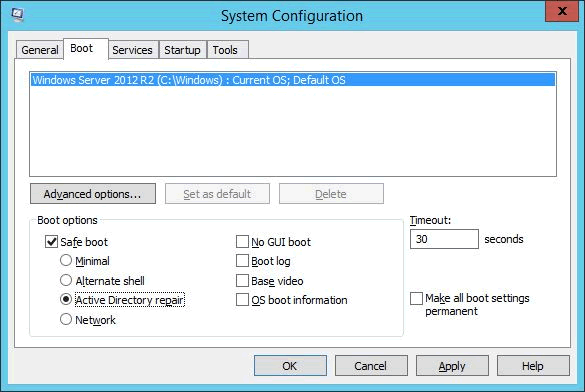 System Configuration
X
General Boot Services Startup Tools
Windows Server 2012 R2 (C:\Windows) : Current OS; Default OS
Advanced options... Set as default Delete
Boot options
Timeout:
Safe boot
No GUI boot
30 seconds
Minimal
Boot log
Alternate shell
Base video
Active Directory repair
OS boot information
Make all boot settings
permanent
Network
OK Cancel Apply Help